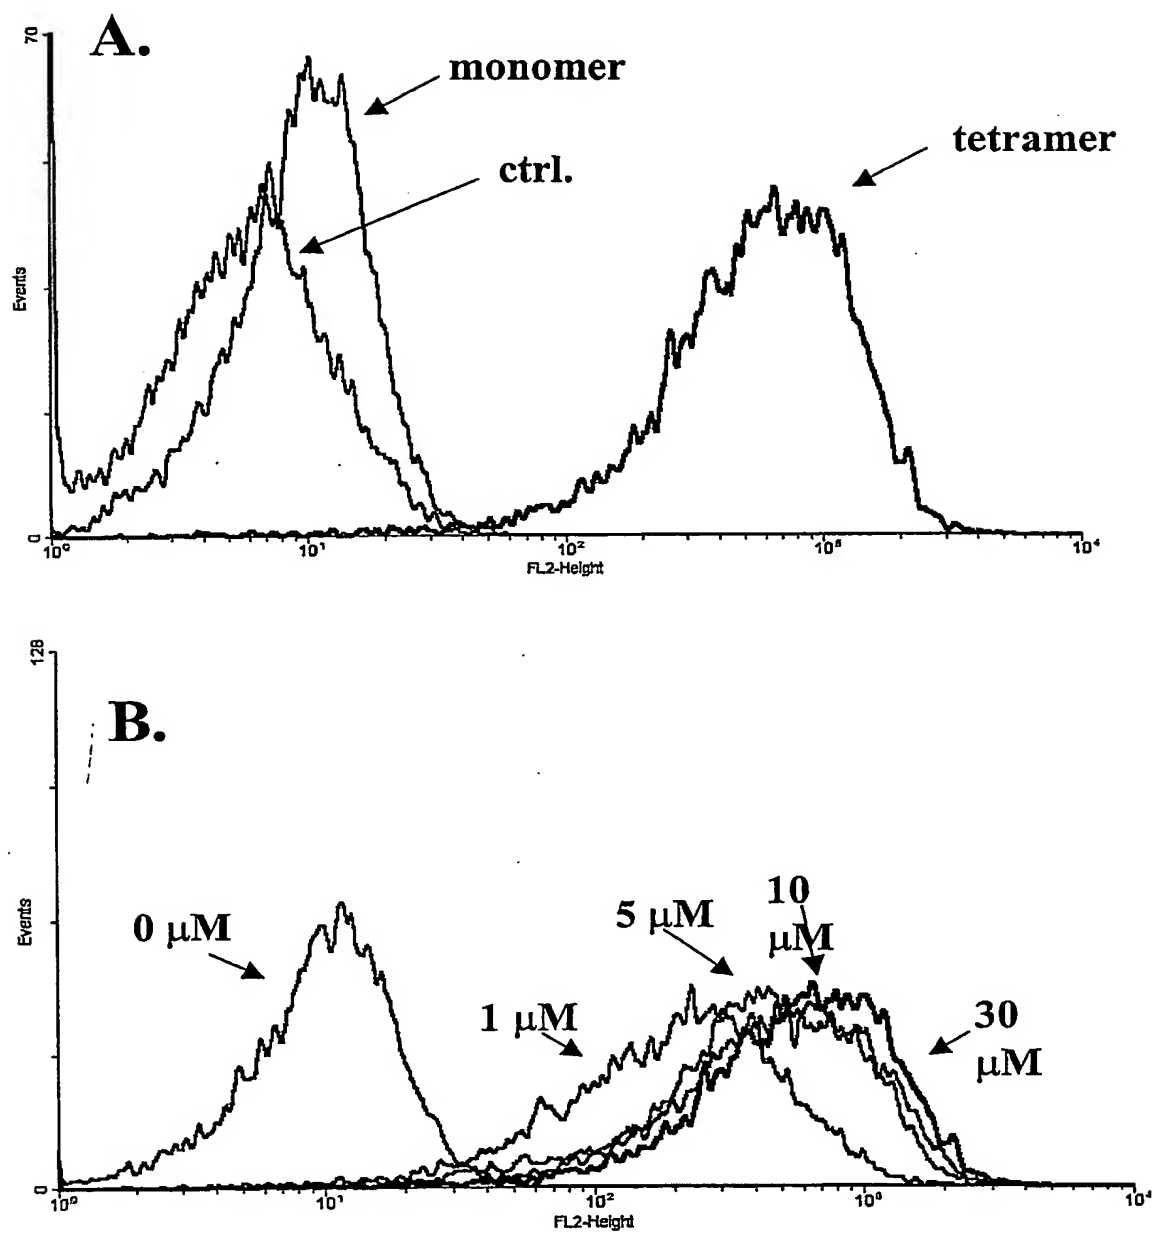 A.
70
monomer
ctrl.
tetramer
Events
0
10⁰
10¹
10²
10³
10⁴
FL2-Height
128
B.
Events
0 µM
1 µM
5 µM
10
µM
30
µM
0
10⁰
10¹
10²
10³
10⁴
FL2-Height